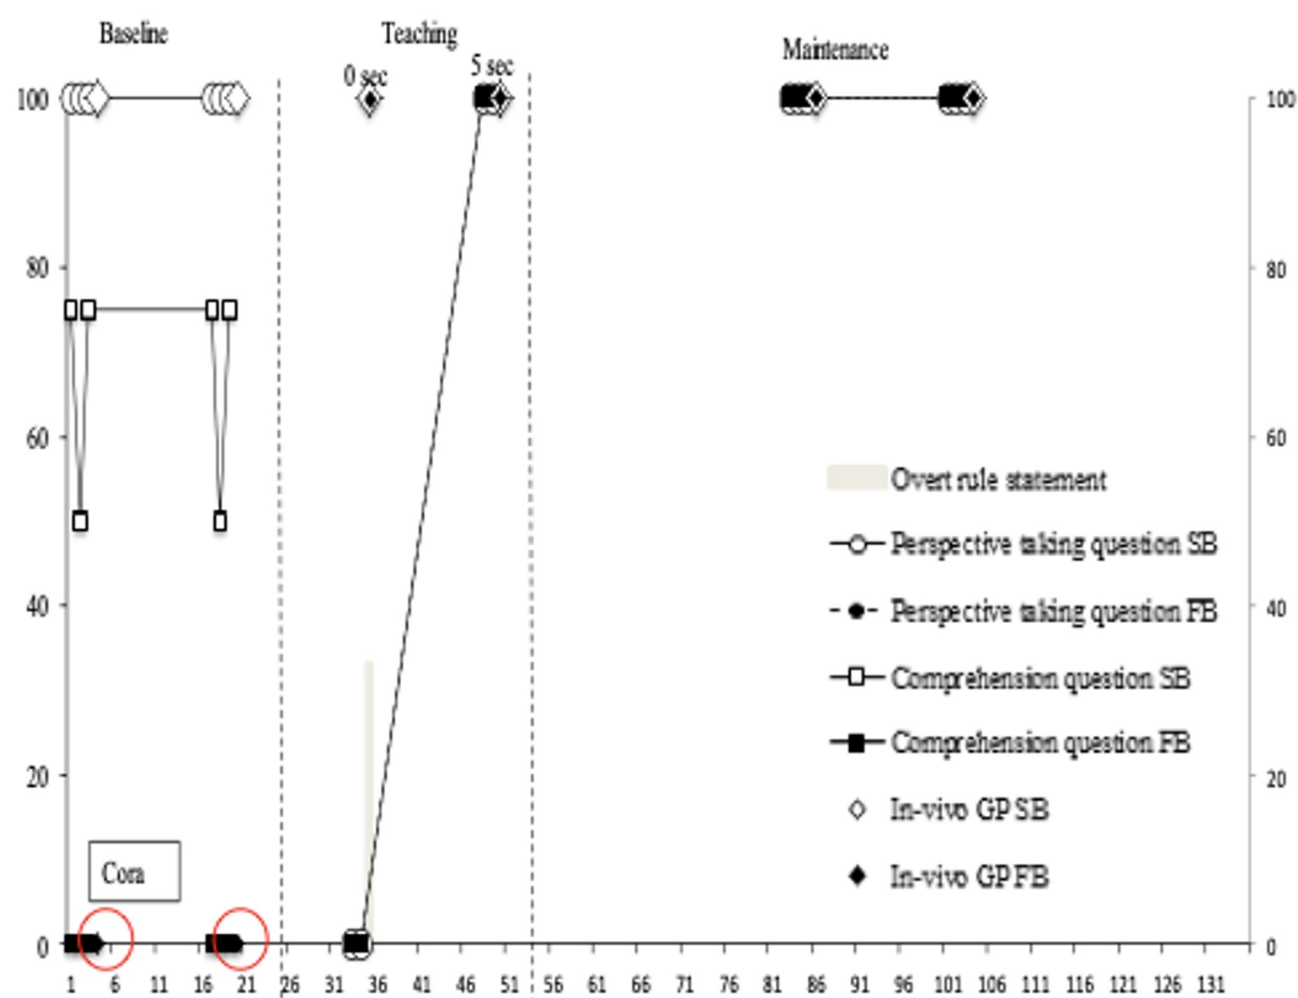 Baseline
Teaching
Maintenance
0 sec
5 sec
100
80
60
40
20
0
100
80
60
40
20
0
Overt rule statement
Perspective taking question SB
Perspective taking question FB
Comprehension question SB
Comprehension question FB
In-vivo GP SB
In-vivo GP FB
Cora
1 6 11 16 21 26 31 36 41 46 51 56 61 66 71 76 81 86 91 96 101 106 111 116 121 126 131